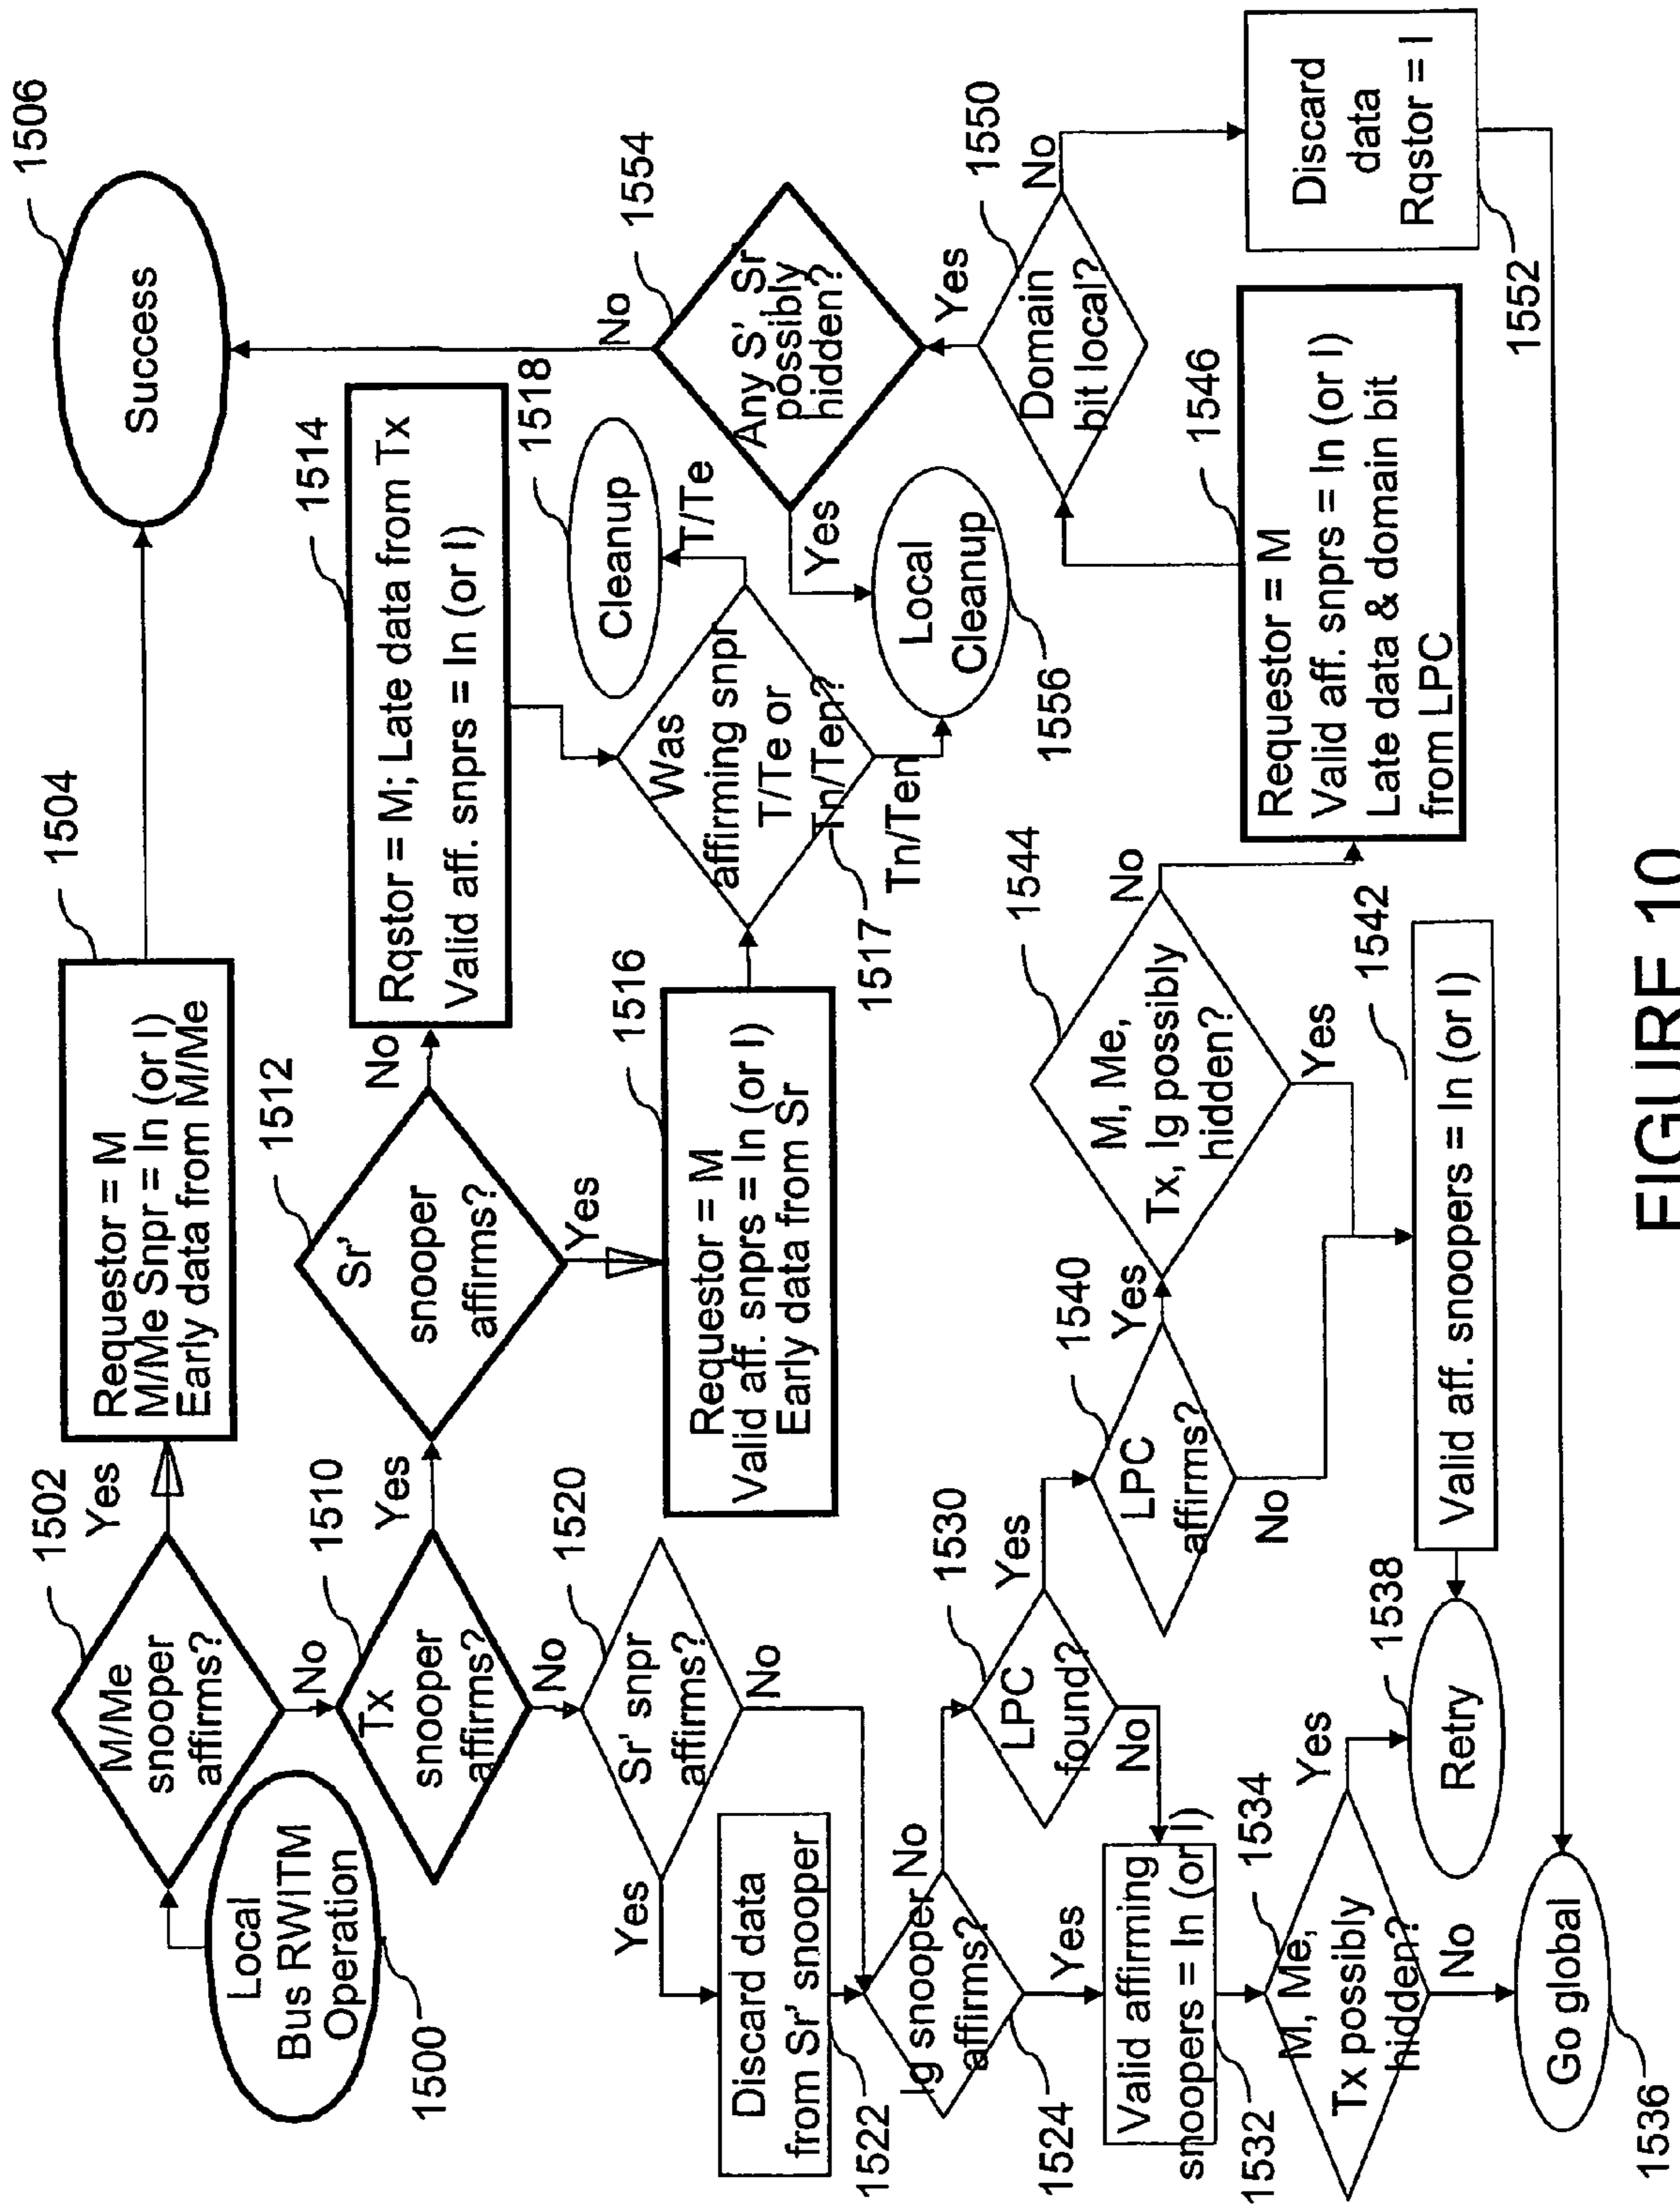 1500
Local
Bus RWITM
Operation
1502
M/Me
snooper
affirms?
Yes
No
1504
Requestor = M
M/Me Snpr = In (or I)
Early data from M/Me
1506
Success
1510
Tx
snooper
affirms?
Yes
No
1512
Sr'
snooper
affirms?
No
Yes
1514
Rqstor = M; Late data from Tx
Valid aff. snprs = In (or I)
1516
Requestor = M
Valid aff. snprs = In (or I)
Early data from Sr
1517
Was
affirming snpr
T/Te or
Tn/Ten?
T/Te
Tn/Ten
1518
Cleanup
1520
Sr' snpr
affirms?
Yes
No
1522
Discard data
from Sr' snooper
1524
Ig snooper
affirms?
No
Yes
1530
LPC
found?
Yes
No
1532
Valid affirming
snoopers = In (or I)
1534
M, Me,
Tx possibly
hidden?
Yes
No
1536
Go global
1538
Retry
1540
LPC
affirms?
Yes
No
1542
Valid aff. snoopers = In (or I)
1544
M, Me,
Tx, Ig possibly
hidden?
No
Yes
1546
Requestor = M
Valid aff. snprs = In (or I)
Late data & domain bit
from LPC
1550
Domain
bit local?
Yes
No
1552
Discard
data
Rqstor = I
1554
Any S' Sr
possibly
hidden?
No
Yes
1556
Local
Cleanup
FIGURE 10